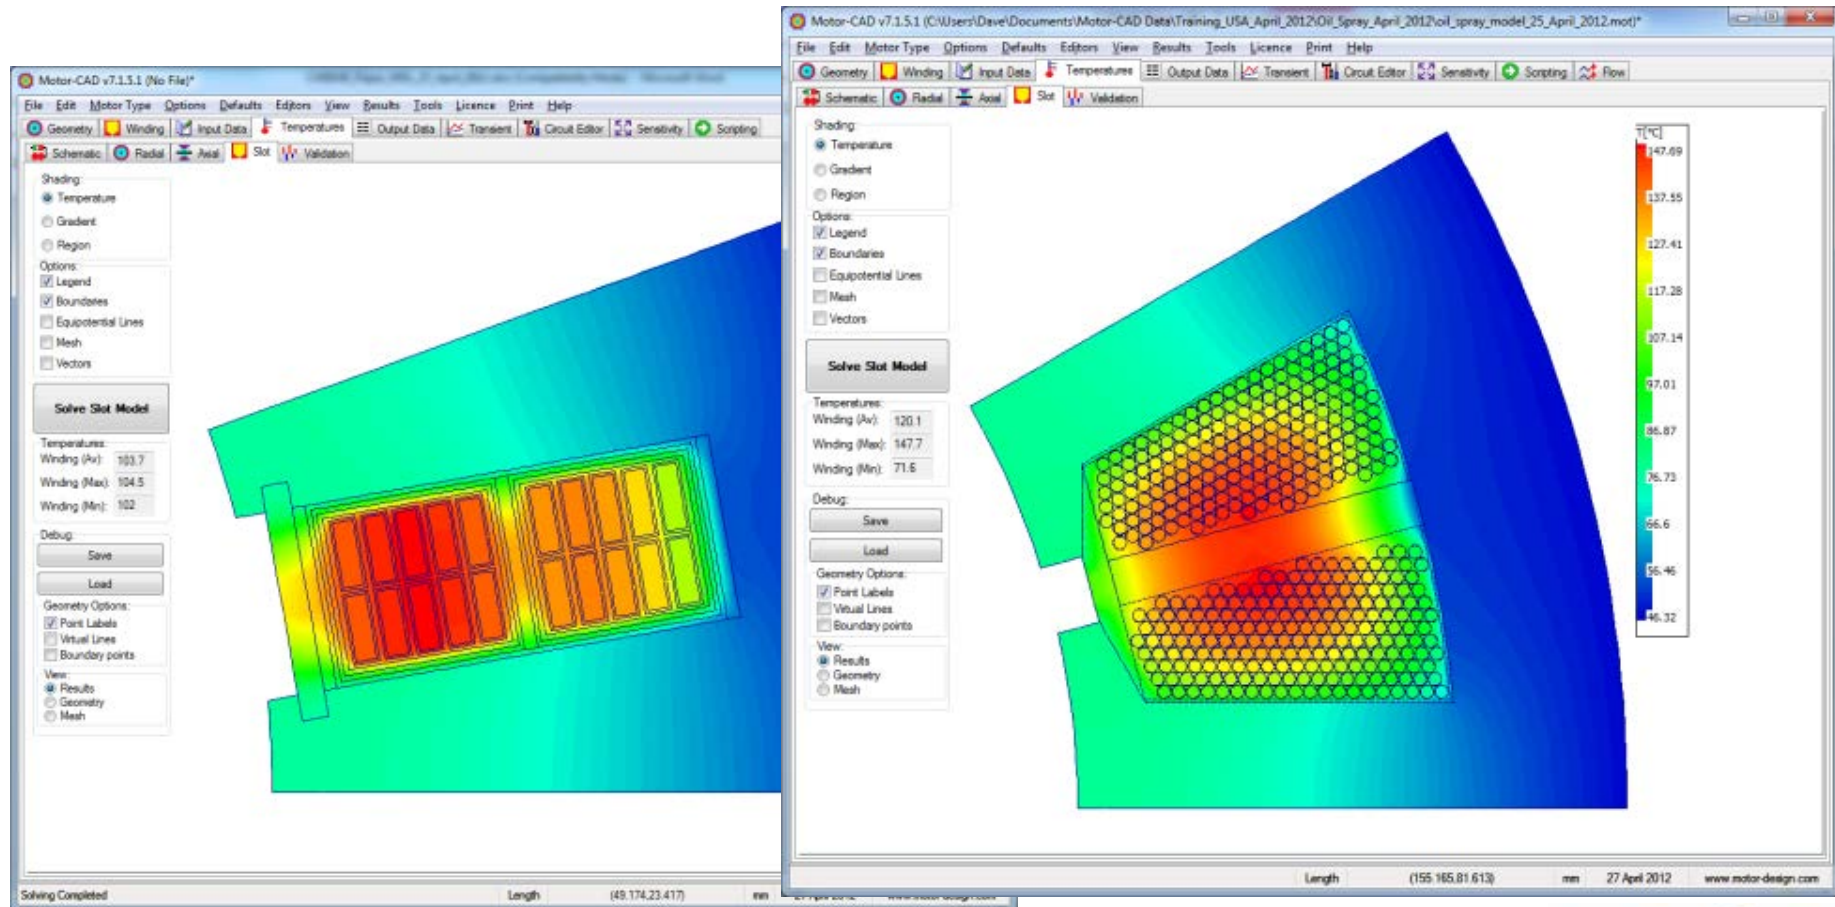 Motor-CAD v7.1.5.1 (No File)*
File Edit Motor Type Options Defaults Editors View Results Tools Licence Print Help
Geometry Winding Input Data Temperatures Output Data Transient Circuit Editor Sensitivity Scripting
Schematic Radial Axial Slot Validation
Shading:
Temperature
Gradient
Region
Options:
Legend
Boundaries
Equipotential Lines
Mesh
Vectors
Solve Slot Model
Temperatures:
Winding (Av): 103.7
Winding (Max): 104.5
Winding (Min): 102
Debug:
Save
Load
Geometry Options:
Point Labels
Virtual Lines
Boundary points
View:
Results
Geometry
Mesh
Solving Completed Length (49.174,23.417) mm
Motor-CAD v7.1.5.1 (C:\Users\Dave\Documents\Motor-CAD Data\Training_USA_April_2012\Oil_Spray_April_2012\oil_spray_model_25_April_2012.mot)*
File Edit Motor Type Options Defaults Editors View Results Tools Licence Print Help
Geometry Winding Input Data Temperatures Output Data Transient Circuit Editor Sensitivity Scripting Flow
Schematic Radial Axial Slot Validation
Shading:
Temperature
Gradient
Region
Options:
Legend
Boundaries
Equipotential Lines
Mesh
Vectors
Solve Slot Model
Temperatures:
Winding (Av): 120.1
Winding (Max): 147.7
Winding (Min): 71.6
Debug:
Save
Load
Geometry Options:
Point Labels
Virtual Lines
Boundary points
View:
Results
Geometry
Mesh
T[°C]
147.69
137.55
127.41
117.28
107.14
97.01
86.87
76.73
66.6
56.46
46.32
Length (155.165,81.613) mm 27 April 2012 www.motor-design.com